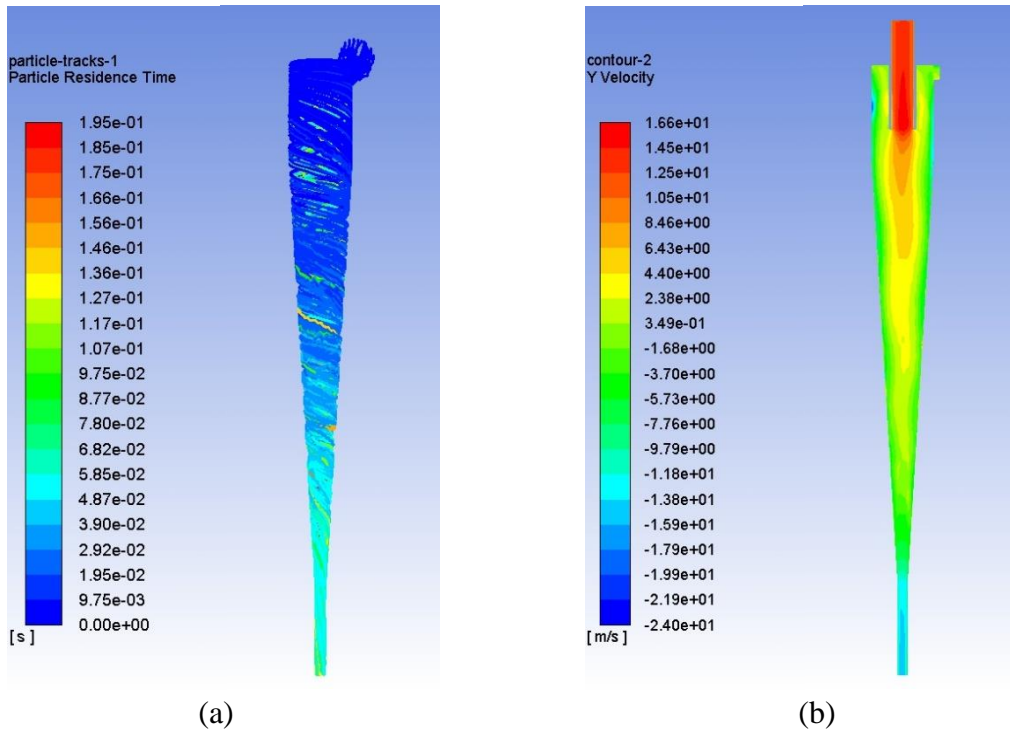 particle-tracks-1
Particle Residence Time
1.95e-01
1.85e-01
1.75e-01
1.66e-01
1.56e-01
1.46e-01
1.36e-01
1.27e-01
1.17e-01
1.07e-01
9.75e-02
8.77e-02
7.80e-02
6.82e-02
5.85e-02
4.87e-02
3.90e-02
2.92e-02
1.95e-02
9.75e-03
0.00e+00
[ s ]
(a)
contour-2
Y Velocity
1.66e+01
1.45e+01
1.25e+01
1.05e+01
8.46e+00
6.43e+00
4.40e+00
2.38e+00
3.49e-01
-1.68e+00
-3.70e+00
-5.73e+00
-7.76e+00
-9.79e+00
-1.18e+01
-1.38e+01
-1.59e+01
-1.79e+01
-1.99e+01
-2.19e+01
-2.40e+01
[ m/s ]
(b)